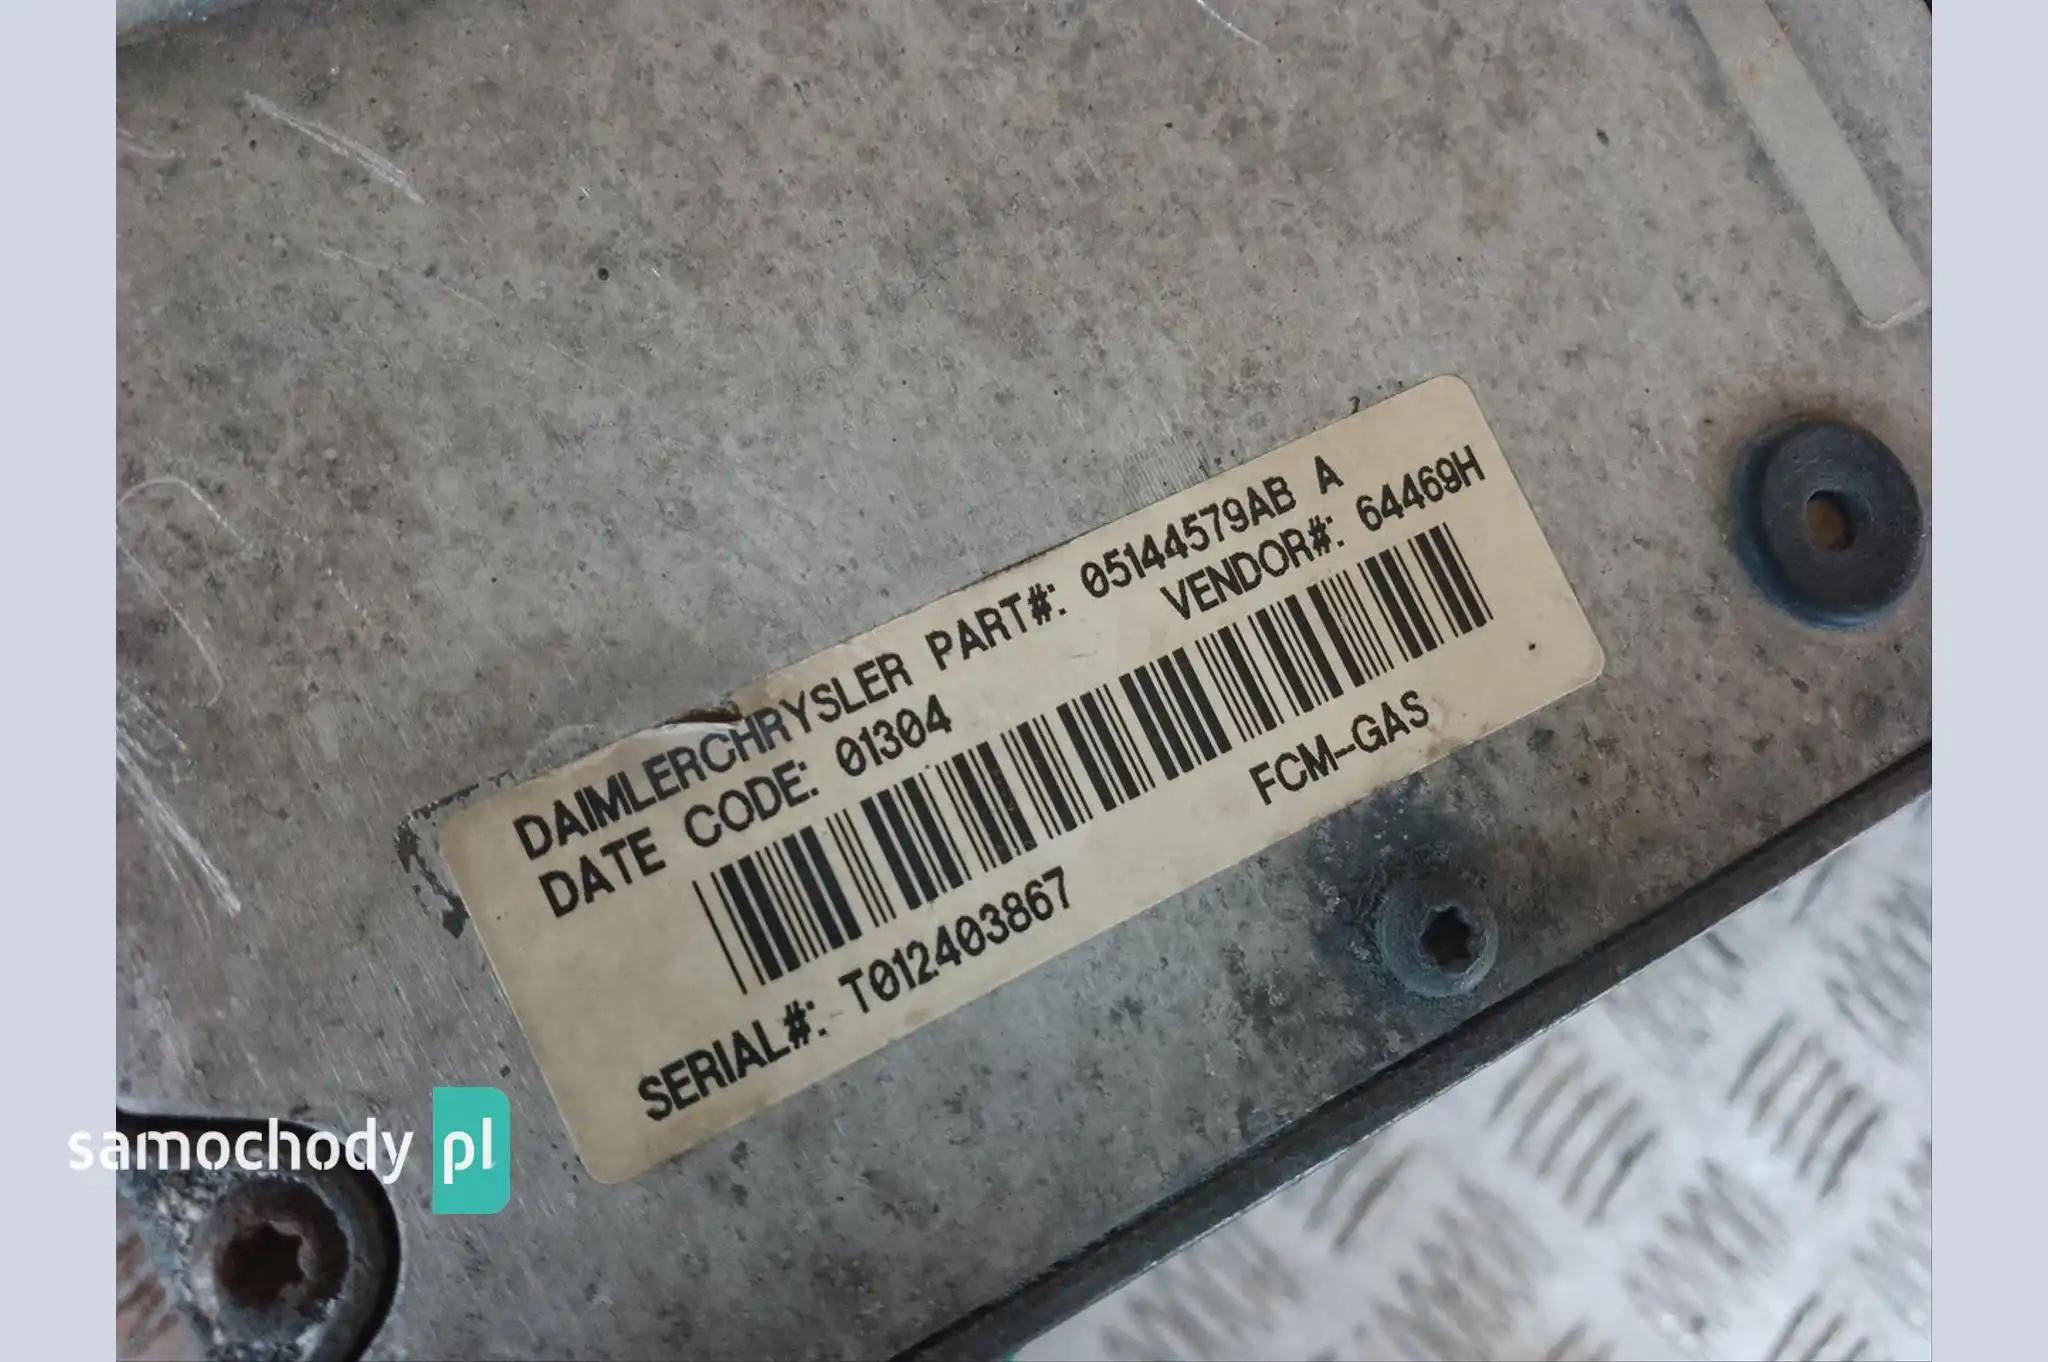 DAIMLERCHRYSLER PART#: 05144579AB A
DATE CODE: 01304 VENDOR#: 64469H
SERIAL#: T012403867 FCM-GAS
samochody pl